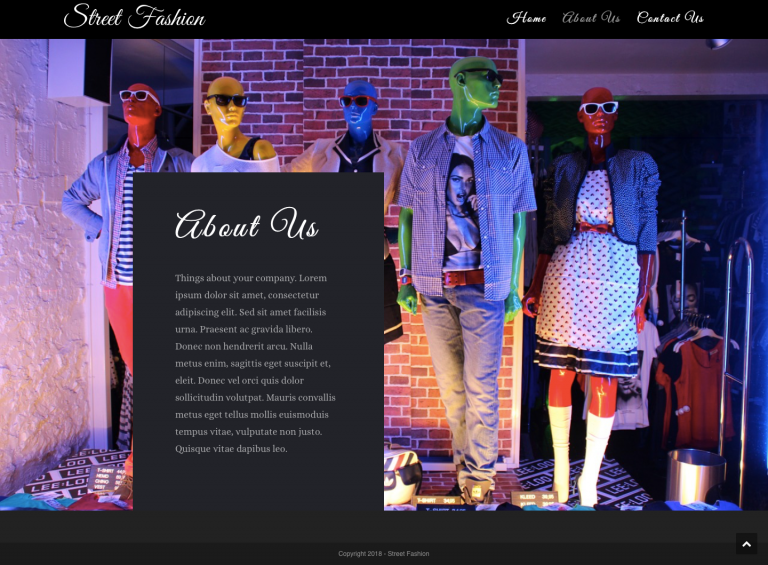 Street Fashion
Home About Us Contact Us
About Us
Things about your company. Lorem
ipsum dolor sit amet, consectetur
adipiscing elit. Sed sit amet facilisis
urna. Praesent ac gravida libero.
Donec non hendrerit arcu. Nulla
metus enim, sagittis eget suscipit et,
eleit. Donec vel orci quis dolor
sollicitudin volutpat. Mauris convallis
metus eget tellus mollis euismoduis
tempus vitae, vulputate non justo.
Quisque vitae dapibus leo.
T-SHIRT
Copyright 2018 - Street Fashion